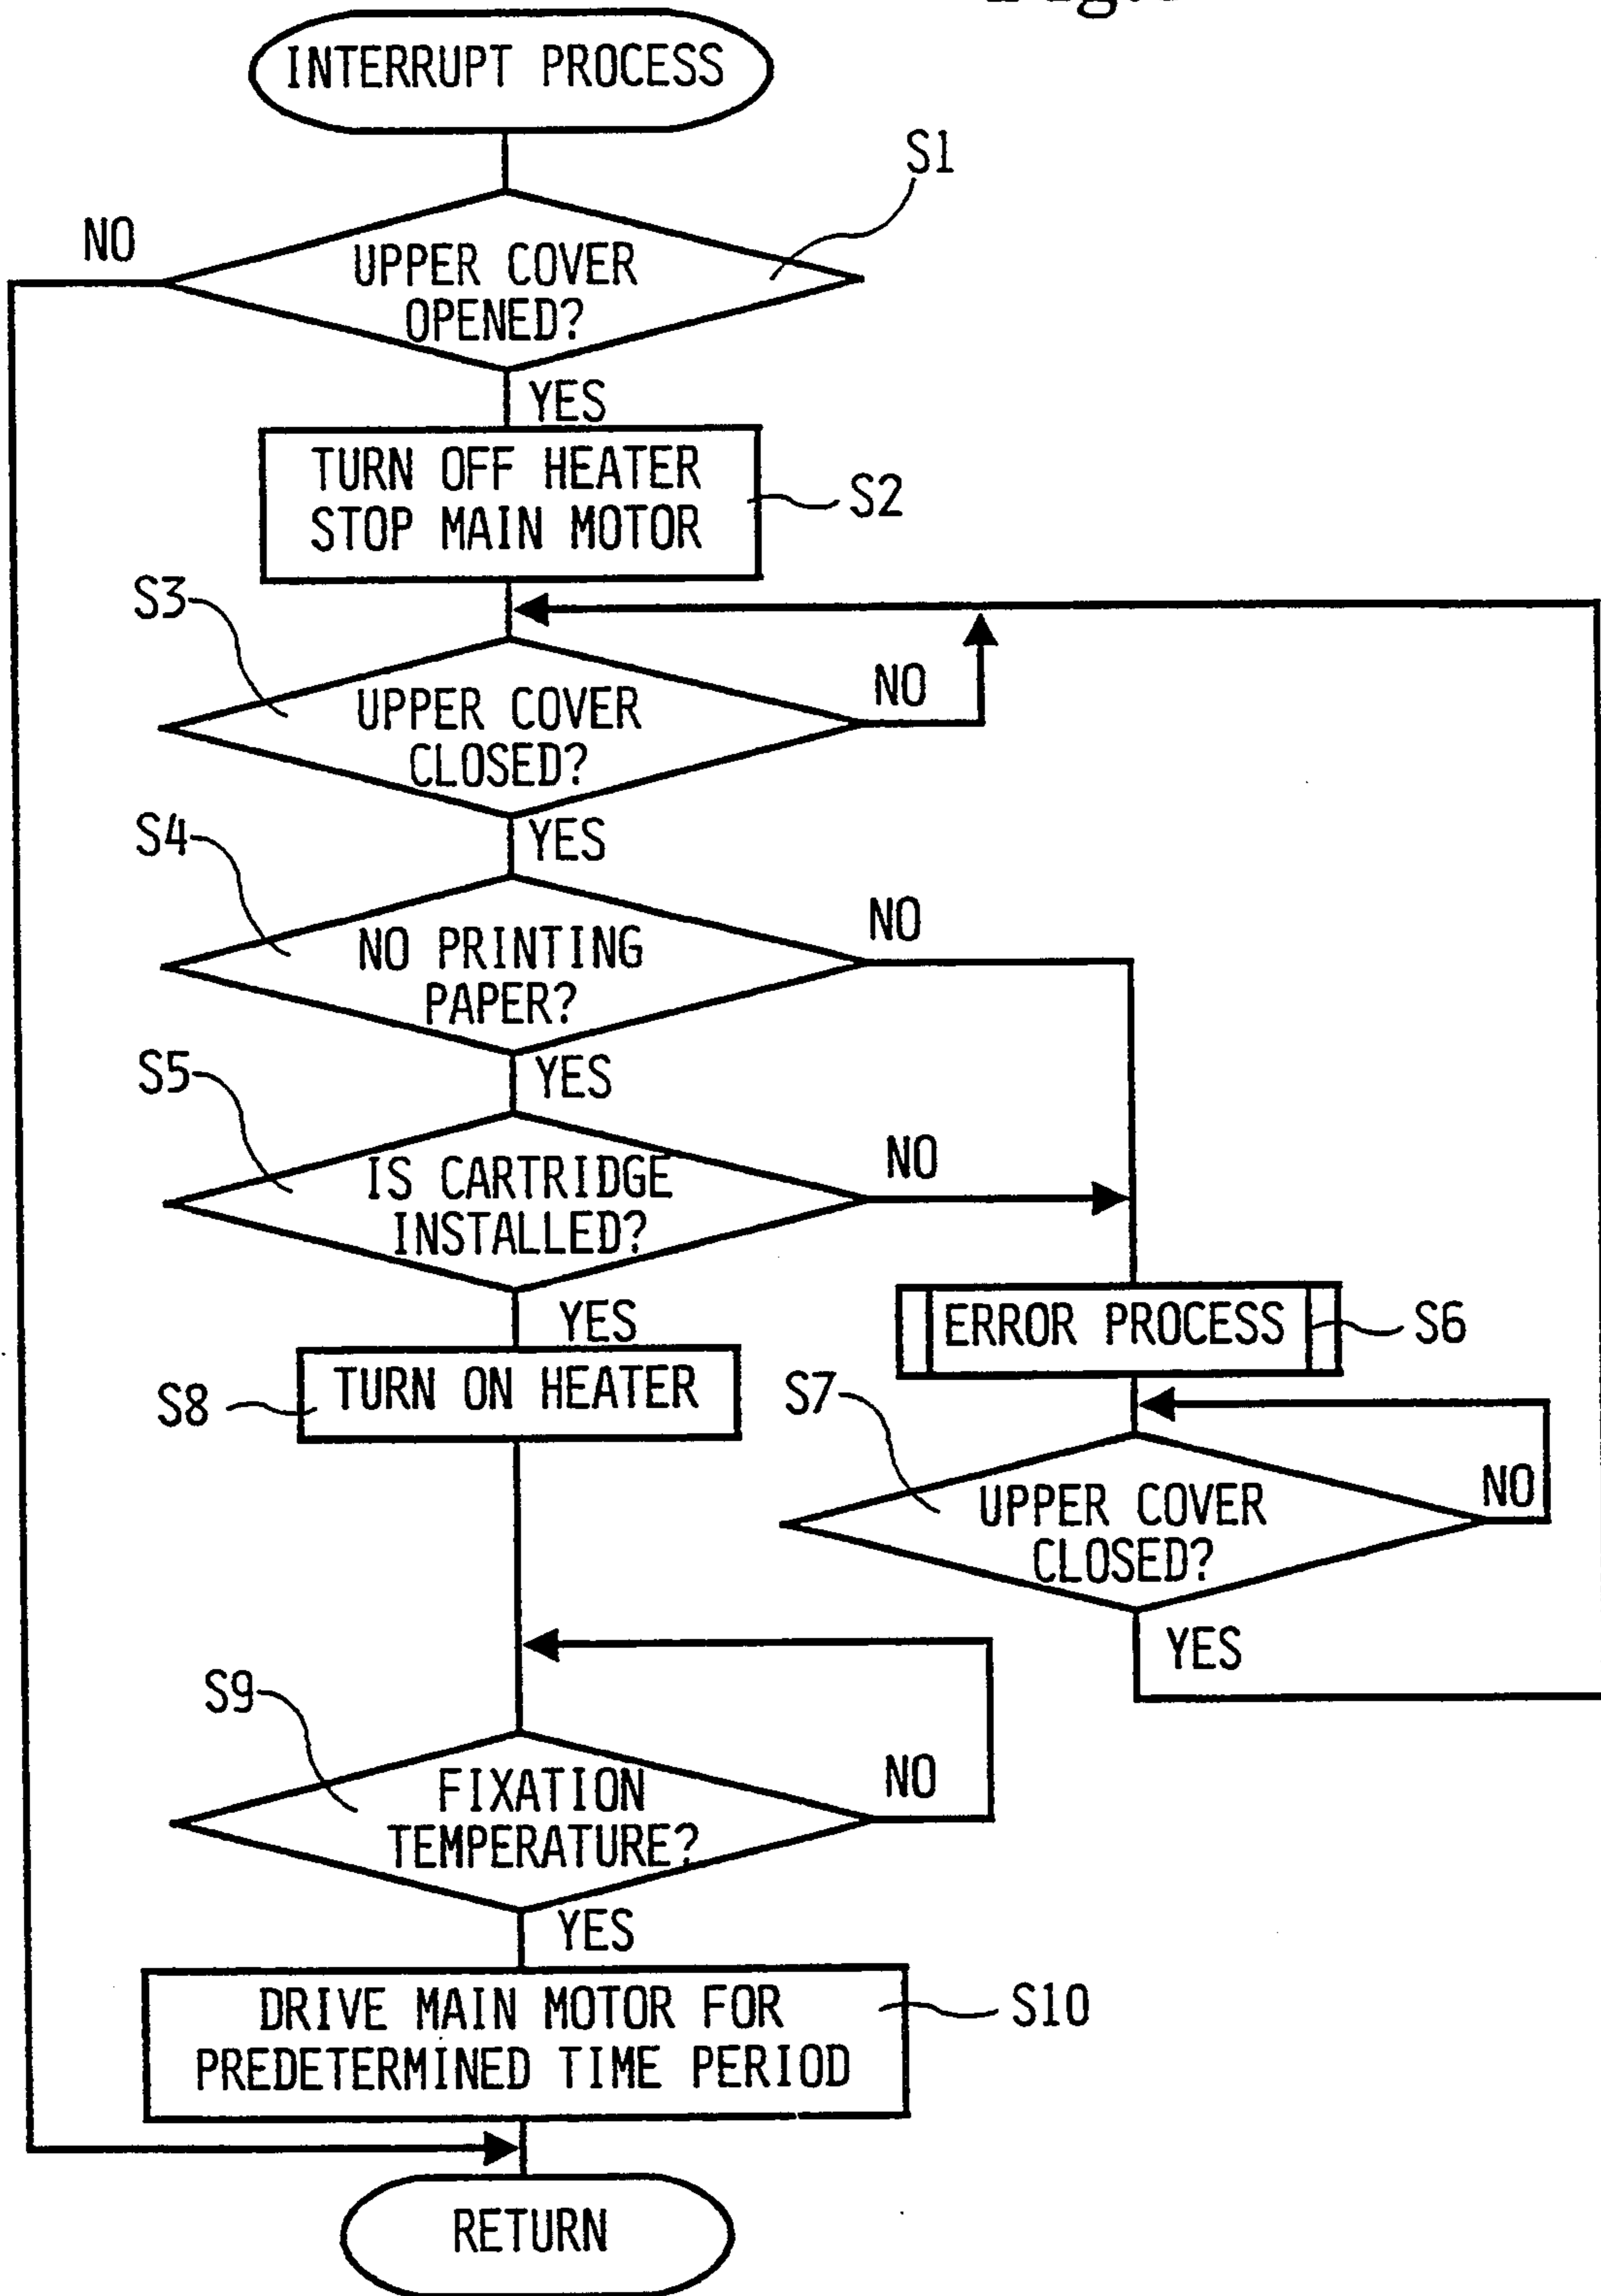 INTERRUPT PROCESS
S1
NO
UPPER COVER
OPENED?
YES
TURN OFF HEATER
STOP MAIN MOTOR
S2
S3
UPPER COVER
CLOSED?
NO
YES
S4
NO PRINTING
PAPER?
NO
YES
S5
IS CARTRIDGE
INSTALLED?
NO
YES
ERROR PROCESS
S6
S8
TURN ON HEATER
S7
UPPER COVER
CLOSED?
NO
YES
S9
FIXATION
TEMPERATURE?
NO
YES
DRIVE MAIN MOTOR FOR
PREDETERMINED TIME PERIOD
S10
RETURN